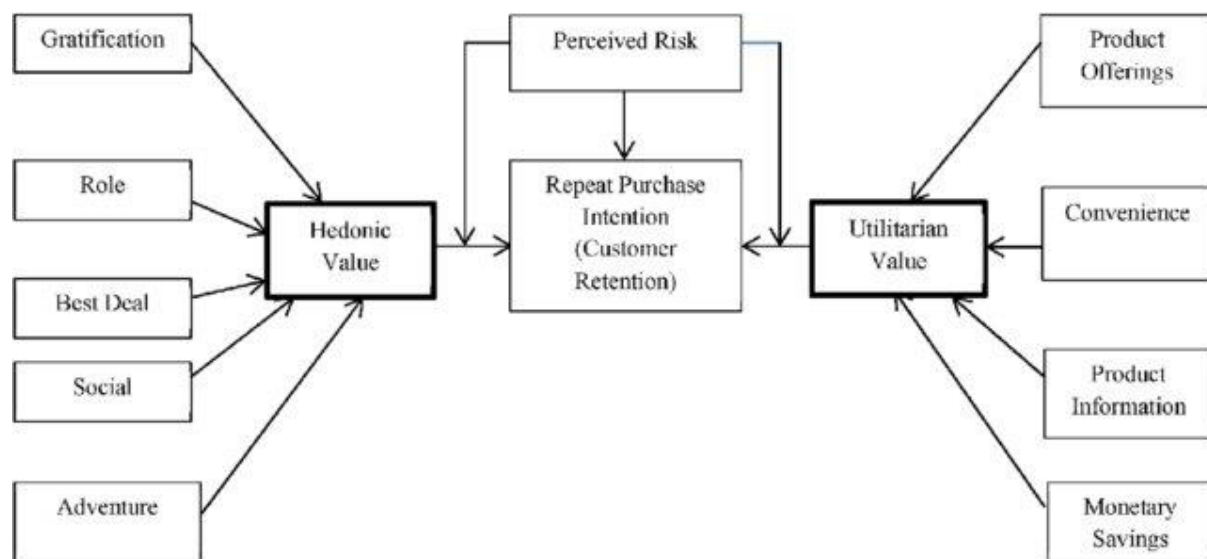 Gratification
Role
Best Deal
Social
Adventure
Hedonic
Value
Perceived Risk
Repeat Purchase
Intention
(Customer
Retention)
Utilitarian
Value
Product
Offerings
Convenience
Product
Information
Monetary
Savings